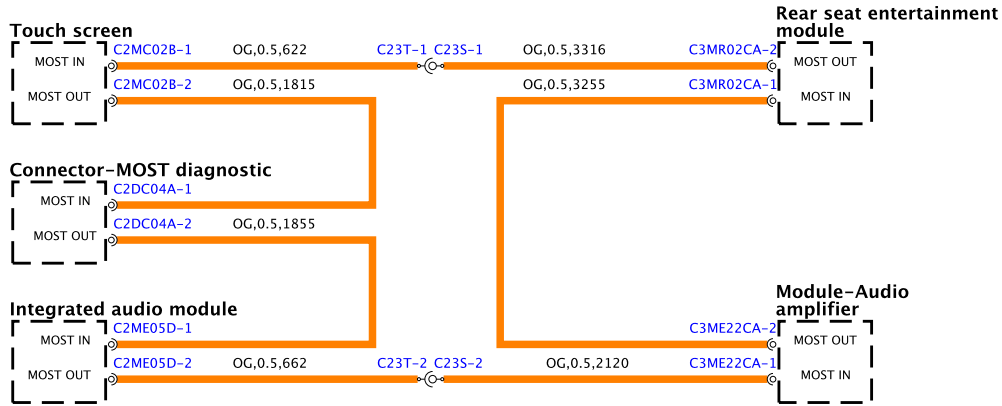 Touch screen
MOST IN
C2MC02B-1
OG,0.5,622
C23T-1
C23S-1
OG,0.5,3316
C3MR02CA-2
Rear seat entertainment
module
MOST OUT
MOST OUT
C2MC02B-2
OG,0.5,1815
OG,0.5,3255
C3MR02CA-1
MOST IN
Connector-MOST diagnostic
MOST IN
C2DC04A-1
MOST OUT
C2DC04A-2
OG,0.5,1855
Integrated audio module
MOST IN
C2ME05D-1
C3ME22CA-2
Module-Audio
amplifier
MOST OUT
MOST OUT
C2ME05D-2
OG,0.5,662
C23T-2
C23S-2
OG,0.5,2120
C3ME22CA-1
MOST IN